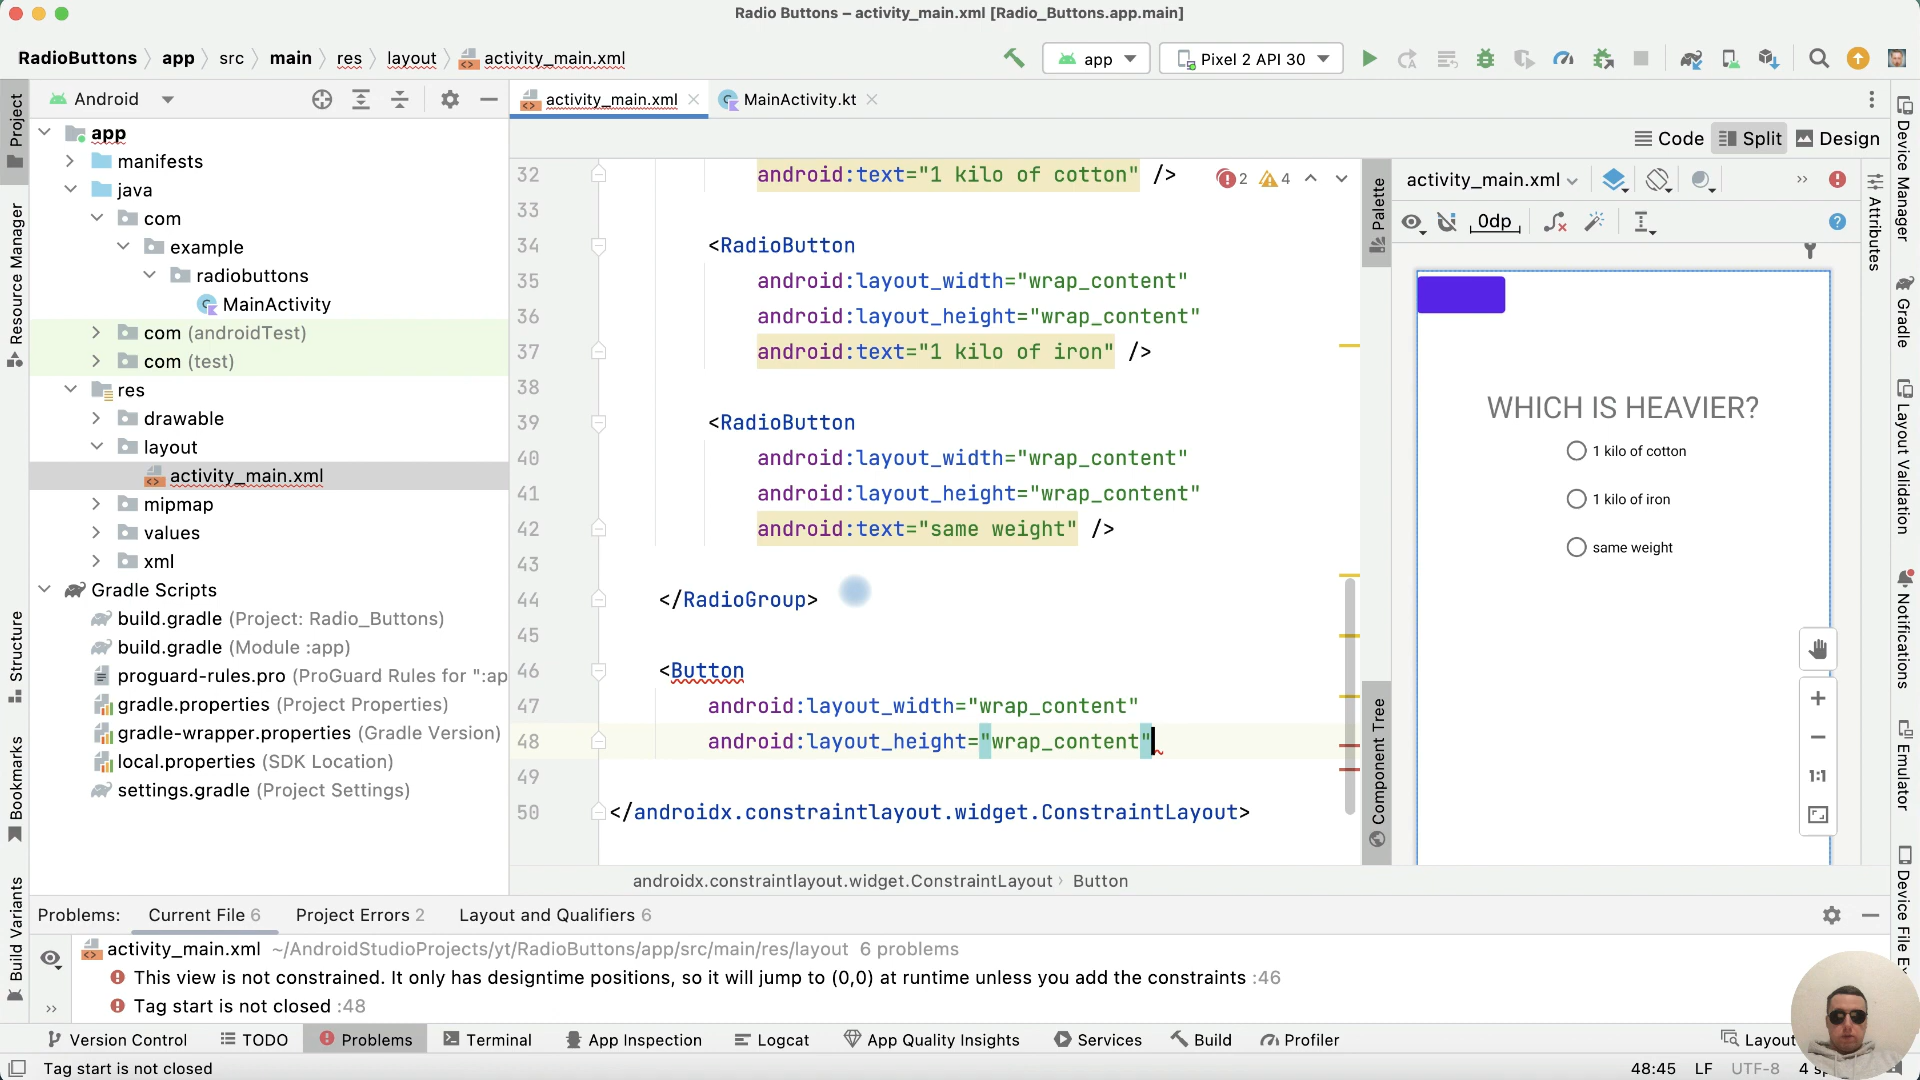 Radio Buttons – activity_main.xml [Radio_Buttons.app.main]
RadioButtons app src main res layout activity_main.xml
app Pixel 2 API 30
Android
activity_main.xml MainActivity.kt
Code Split Design
Project
Resource Manager
Structure
Bookmarks
Build Variants
app
manifests
java
com
example
radiobuttons
MainActivity
com (androidTest)
com (test)
res
drawable
layout
activity_main.xml
mipmap
values
xml
Gradle Scripts
build.gradle (Project: Radio_Buttons)
build.gradle (Module :app)
proguard-rules.pro (ProGuard Rules for ":ap
gradle.properties (Project Properties)
gradle-wrapper.properties (Gradle Version)
local.properties (SDK Location)
settings.gradle (Project Settings)
32 android:text="1 kilo of cotton" />
2 4
33
34 <RadioButton
35 android:layout_width="wrap_content"
36 android:layout_height="wrap_content"
37 android:text="1 kilo of iron" />
38
39 <RadioButton
40 android:layout_width="wrap_content"
41 android:layout_height="wrap_content"
42 android:text="same weight" />
43
44 </RadioGroup>
45
46 <Button
47 android:layout_width="wrap_content"
48 android:layout_height="wrap_content"
49
50 </androidx.constraintlayout.widget.ConstraintLayout>
androidx.constraintlayout.widget.ConstraintLayout › Button
Palette
Component Tree
activity_main.xml
0dp
WHICH IS HEAVIER?
1 kilo of cotton
1 kilo of iron
same weight
1:1
Attributes
Device Manager
Gradle
Layout Validation
Notifications
Emulator
Device File Ex
Problems: Current File 6 Project Errors 2 Layout and Qualifiers 6
activity_main.xml ~/AndroidStudioProjects/yt/RadioButtons/app/src/main/res/layout 6 problems
This view is not constrained. It only has designtime positions, so it will jump to (0,0) at runtime unless you add the constraints :46
Tag start is not closed :48
Version Control TODO Problems Terminal App Inspection Logcat App Quality Insights Services Build Profiler Layou
Tag start is not closed
48:45 LF UTF-8 4 sp